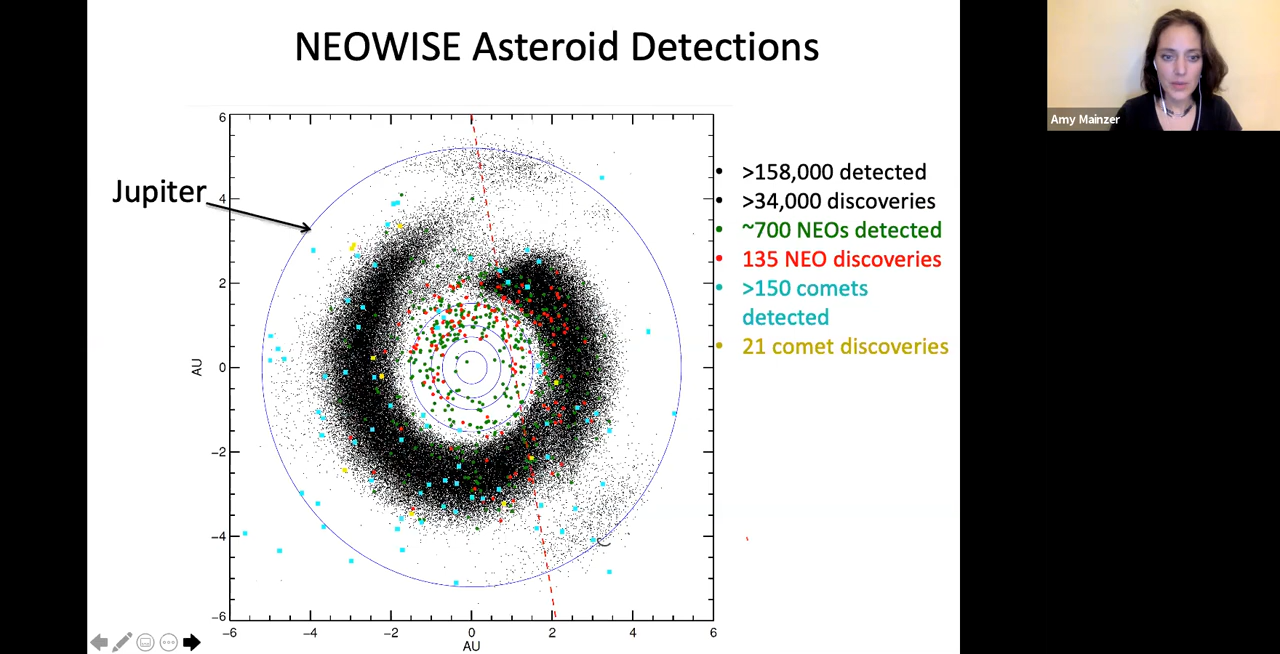 NEOWISE Asteroid Detections
Amy Mainzer
Jupiter
>158,000 detected
>34,000 discoveries
~700 NEOs detected
135 NEO discoveries
>150 comets
detected
21 comet discoveries
6
4
2
0
−2
−4
−6
AU
−6
−4
−2
0
2
4
6
AU